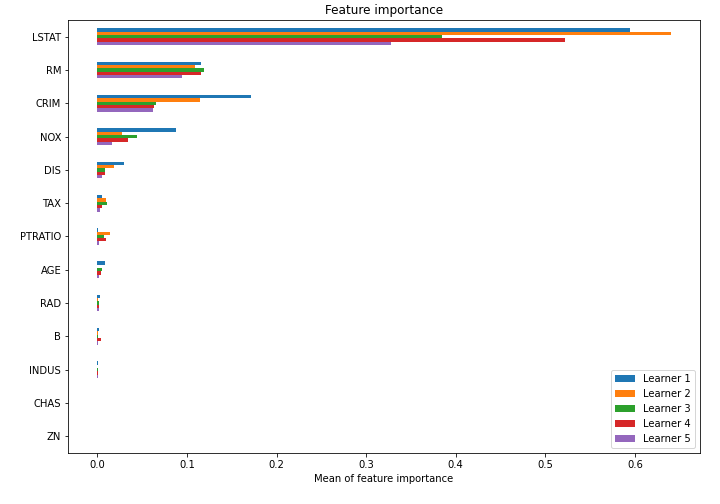 Feature importance
LSTAT
RM
CRIM
NOX
DIS
TAX
PTRATIO
AGE
RAD
B
INDUS
CHAS
ZN
Learner 1
Learner 2
Learner 3
Learner 4
Learner 5
0.0 0.1 0.2 0.3 0.4 0.5 0.6
Mean of feature importance